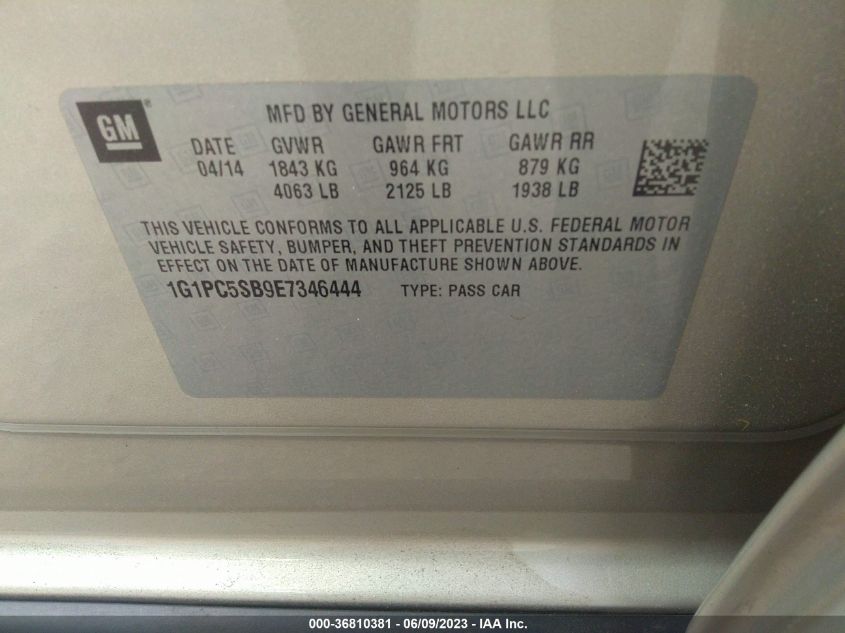 GM ®
MFD BY GENERAL MOTORS LLC
DATE GVWR GAWR FRT GAWR RR
04/14 1843 KG 964 KG 879 KG
4063 LB 2125 LB 1938 LB
THIS VEHICLE CONFORMS TO ALL APPLICABLE U.S. FEDERAL MOTOR
VEHICLE SAFETY, BUMPER, AND THEFT PREVENTION STANDARDS IN
EFFECT ON THE DATE OF MANUFACTURE SHOWN ABOVE.
1G1PC5SB9E7346444 TYPE: PASS CAR
000-36810381 - 06/09/2023 - IAA Inc.